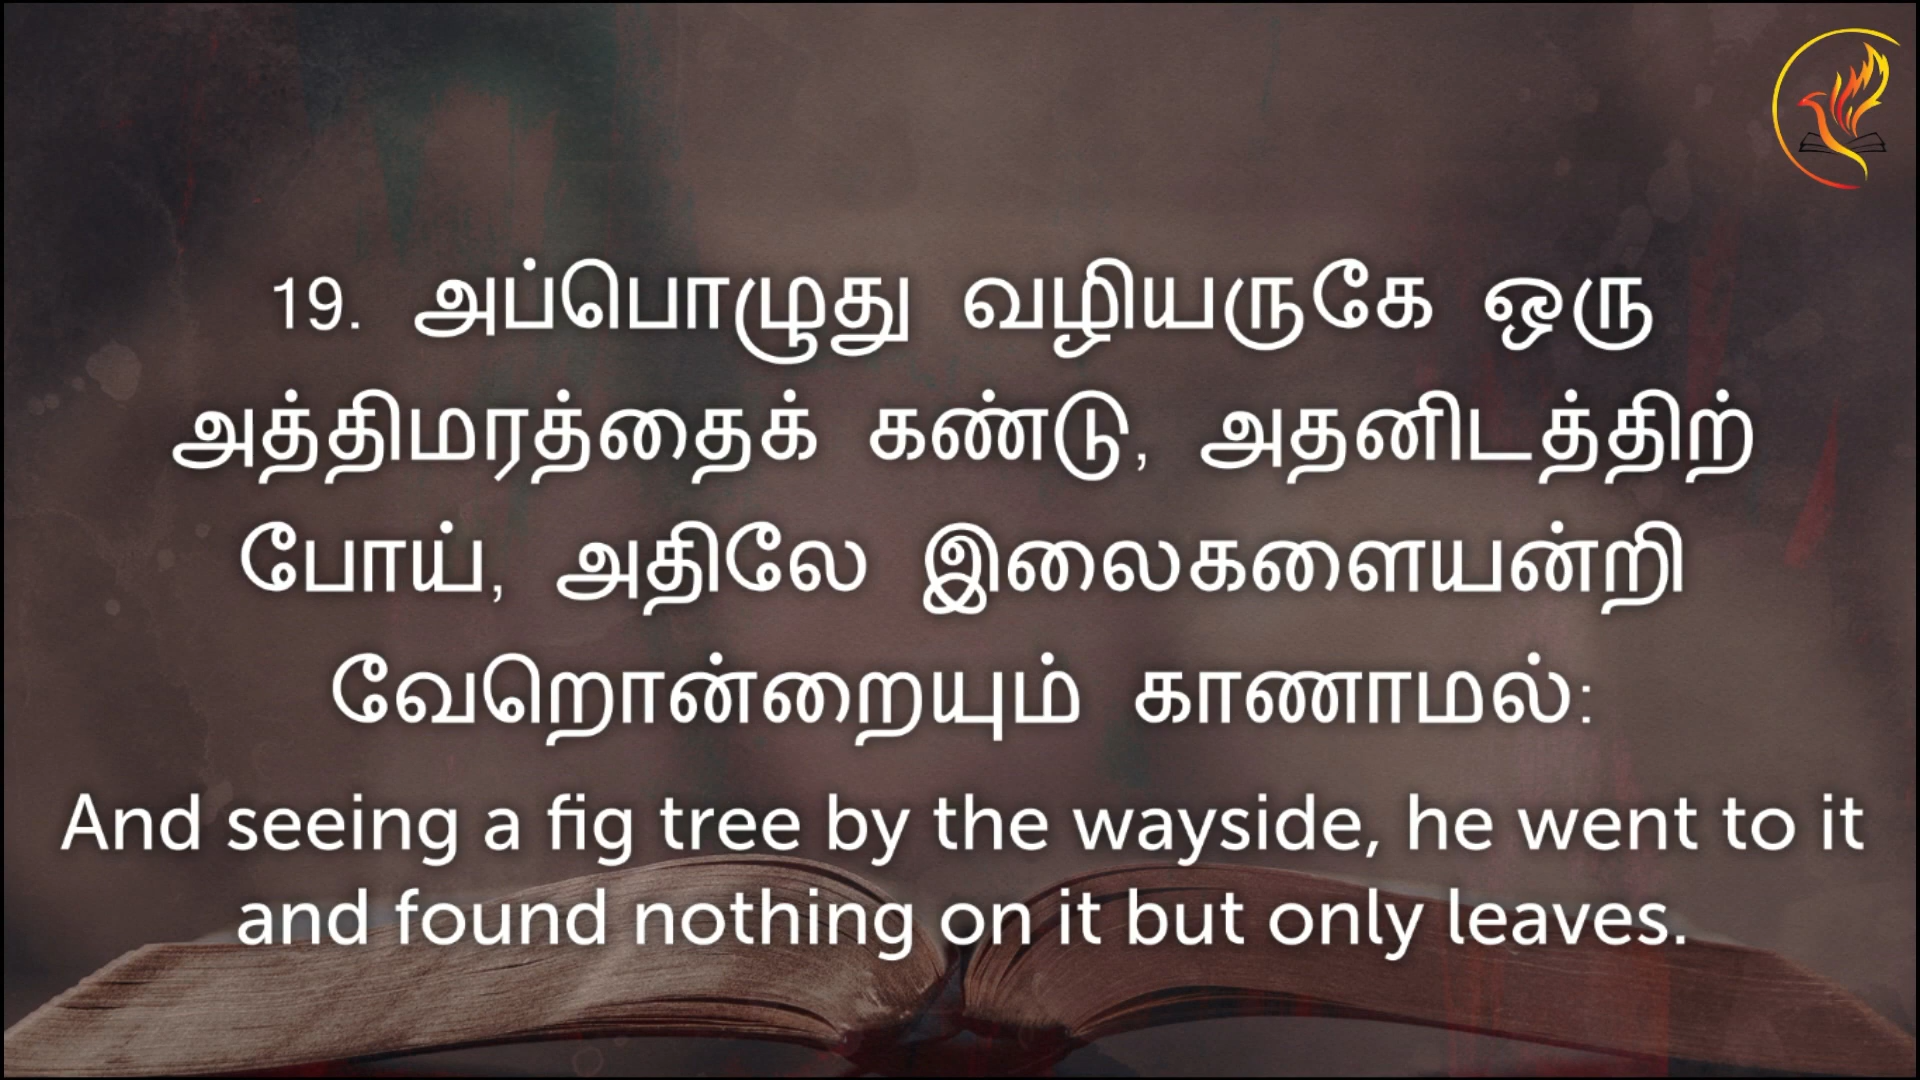 19. அப்பொழுது வழியருகே ஒரு
அத்திமரத்தைக் கண்டு, அதனிடத்திற்
போய், அதிலே இலைகளையன்றி
வேறொன்றையும் காணாமல்:
And seeing a fig tree by the wayside, he went to it
and found nothing on it but only leaves.